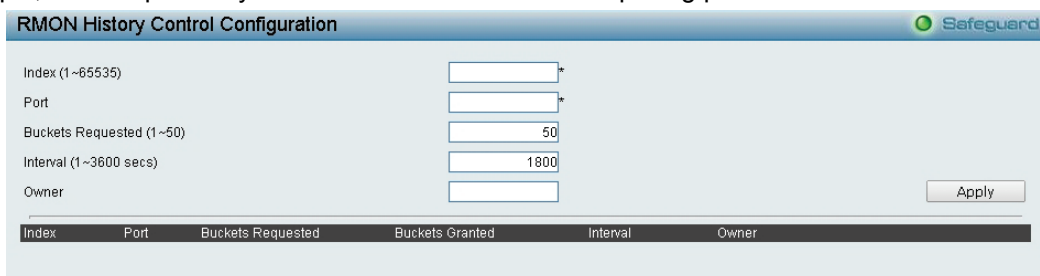 RMON History Control Configuration
Safeguard
Index (1~65535) *
Port *
Buckets Requested (1~50) 50
Interval (1~3600 secs) 1800
Owner Apply
Index Port Buckets Requested Buckets Granted Interval Owner